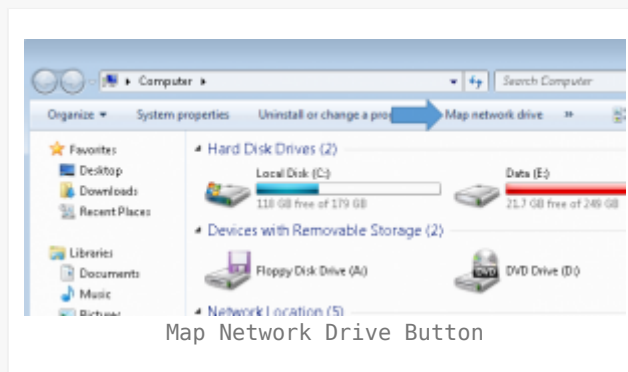 Computer
Search Computer
Organize
System properties
Uninstall or change a
Map network drive
Favorites
Desktop
Downloads
Recent Places
Libraries
Documents
Music
Pictures
Hard Disk Drives (2)
Local Disk (C:)
118 GB free of 179 GB
Data (E:)
21.7 GB free of 249 GB
Devices with Removable Storage (2)
Floppy Disk Drive (A:)
DVD Drive (D:)
DVD
Network Location (5)
Map Network Drive Button